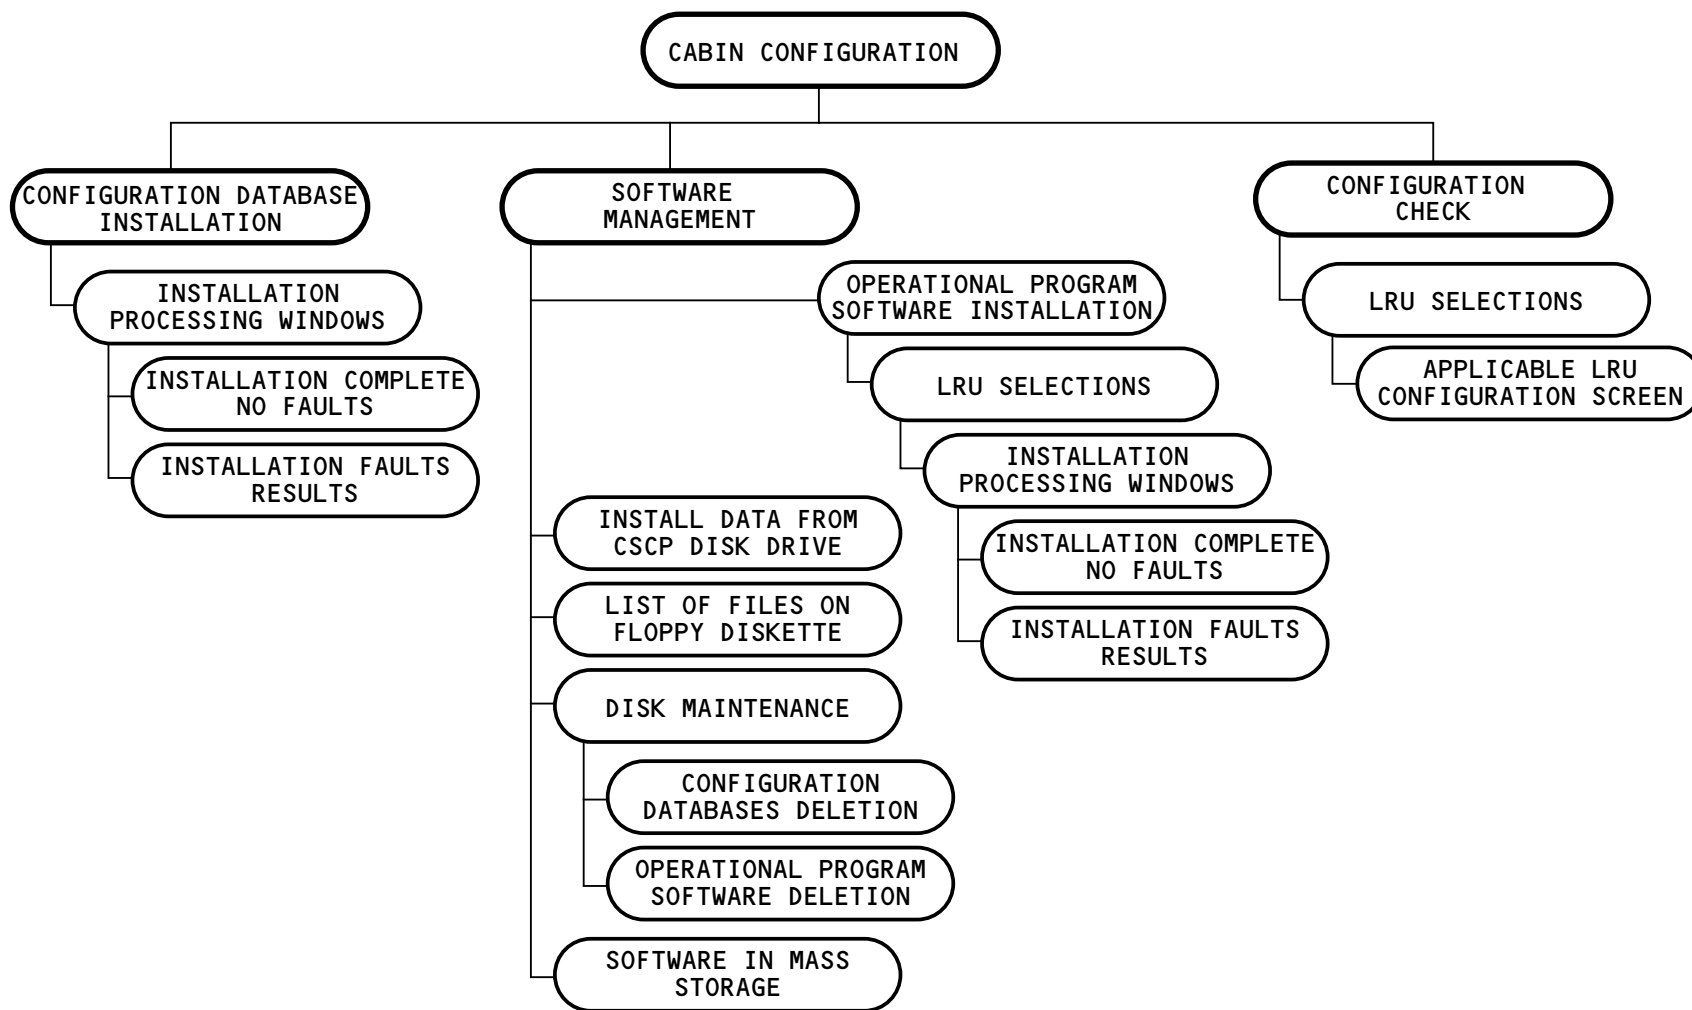 CABIN CONFIGURATION
CONFIGURATION DATABASE
INSTALLATION
INSTALLATION
PROCESSING WINDOWS
INSTALLATION COMPLETE
NO FAULTS
INSTALLATION FAULTS
RESULTS
SOFTWARE
MANAGEMENT
OPERATIONAL PROGRAM
SOFTWARE INSTALLATION
LRU SELECTIONS
INSTALLATION
PROCESSING WINDOWS
INSTALLATION COMPLETE
NO FAULTS
INSTALLATION FAULTS
RESULTS
INSTALL DATA FROM
CSCP DISK DRIVE
LIST OF FILES ON
FLOPPY DISKETTE
DISK MAINTENANCE
CONFIGURATION
DATABASES DELETION
OPERATIONAL PROGRAM
SOFTWARE DELETION
SOFTWARE IN MASS
STORAGE
CONFIGURATION
CHECK
LRU SELECTIONS
APPLICABLE LRU
CONFIGURATION SCREEN